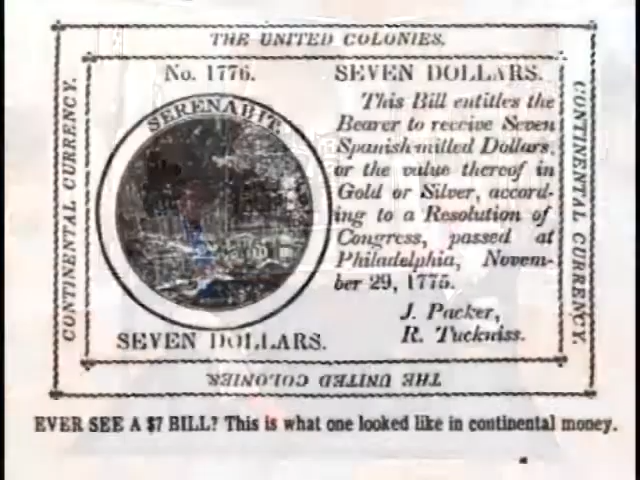 THE UNITED COLONIES.
CONTINENTAL CURRENCY.
No. 1776.
SERENABIT.
SEVEN DOLLARS.
SEVEN DOLLARS.
This Bill entitles the
Bearer to receive Seven
Spanish milled Dollars,
or the value thereof in
Gold or Silver, accord-
ing to a Resolution of
Congress, passed at
Philadelphia, Novem-
ber 29, 1775.
J. Packer,
R. Tuckniss.
CONTINENTAL CURRENCY.
THE UNITED COLONIES
EVER SEE A $7 BILL? This is what one looked like in continental money.